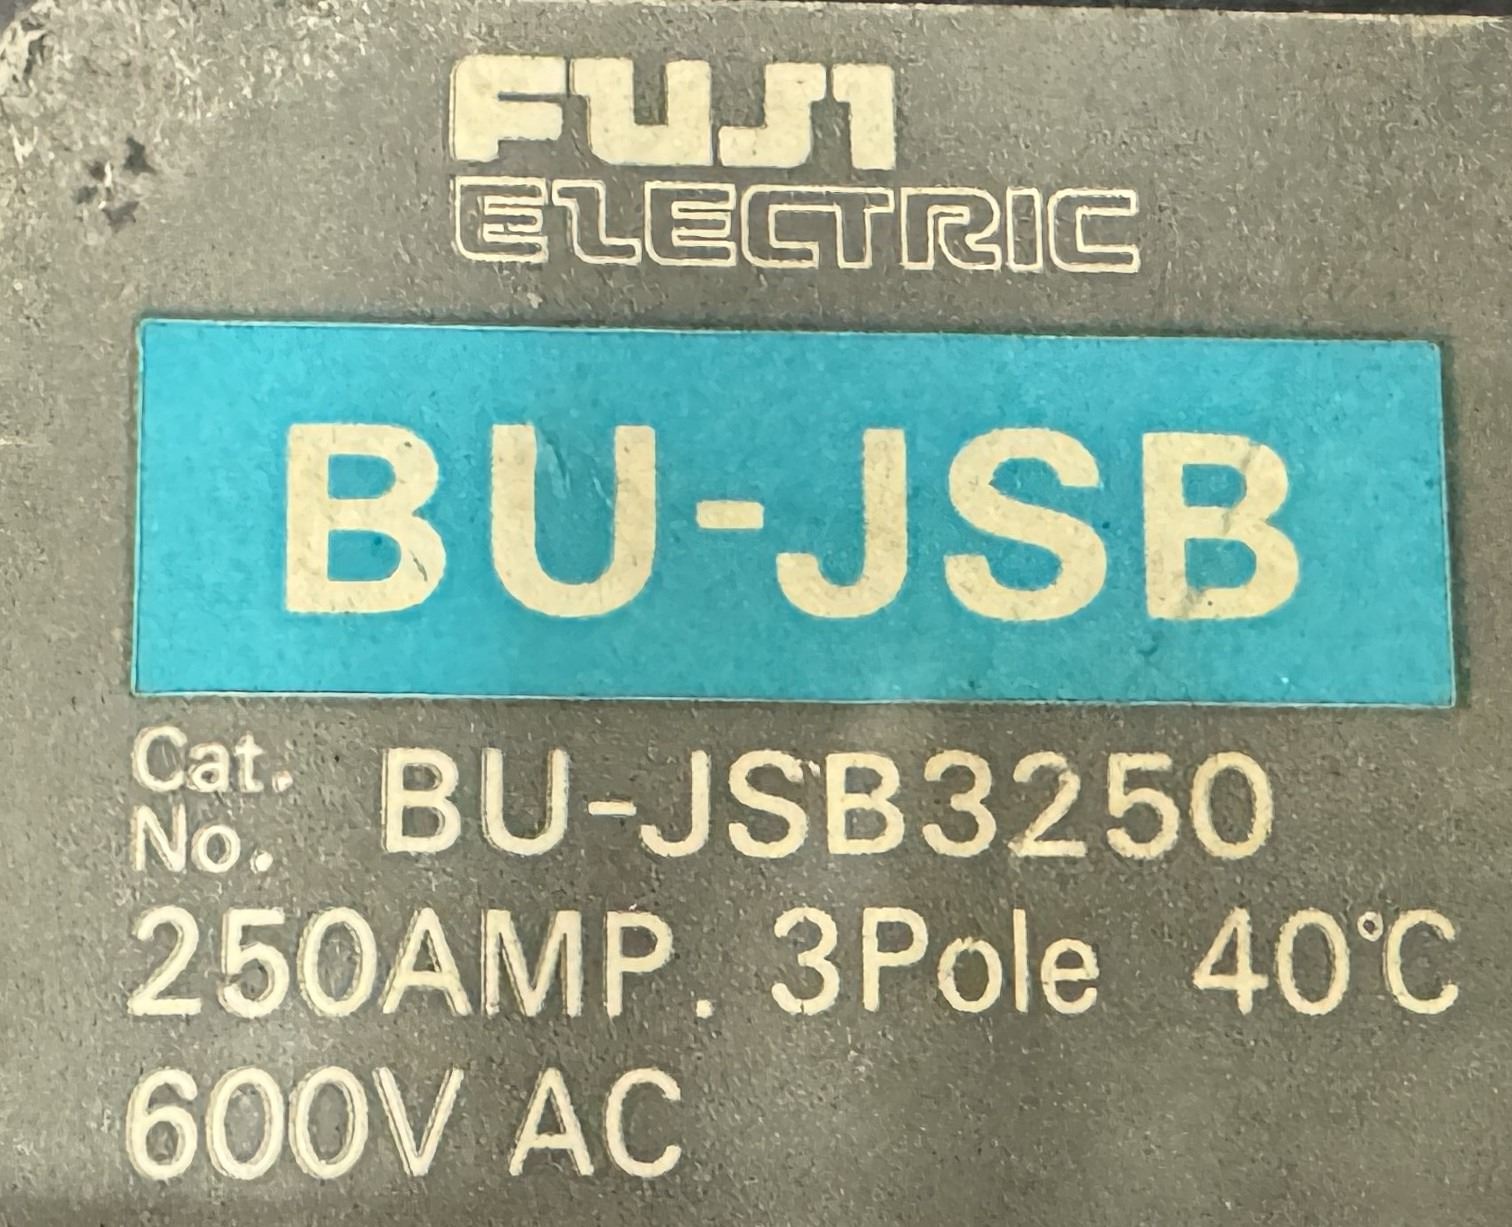 FUJI
ELECTRIC
BU-JSB
Cat. No. BU-JSB3250
250AMP. 3Pole 40°C
600V AC